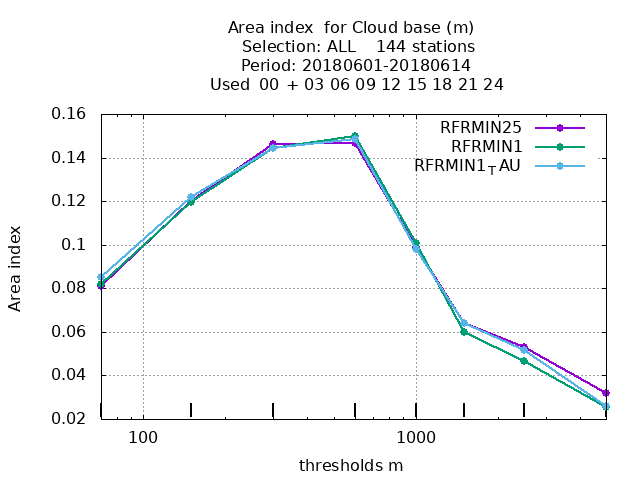 Area index  for Cloud base (m)
Selection: ALL    144 stations
Period: 20180601-20180614
Used  00 + 03 06 09 12 15 18 21 24
RFRMIN25
RFRMIN1
RFRMIN1TAU
0.16
0.14
0.12
0.1
0.08
0.06
0.04
0.02
Area index
100 1000
thresholds m